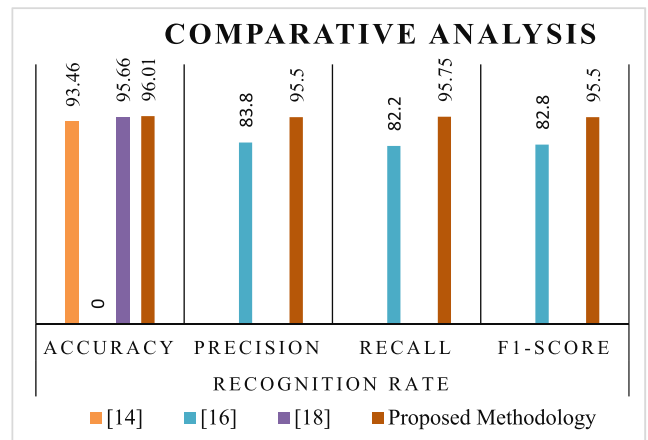 COMPARATIVE ANALYSIS
93.46
0
95.66
96.01
83.8
95.5
82.2
95.75
82.8
95.5
ACCURACY PRECISION RECALL F1-SCORE
RECOGNITION RATE
[14] [16] [18] Proposed Methodology